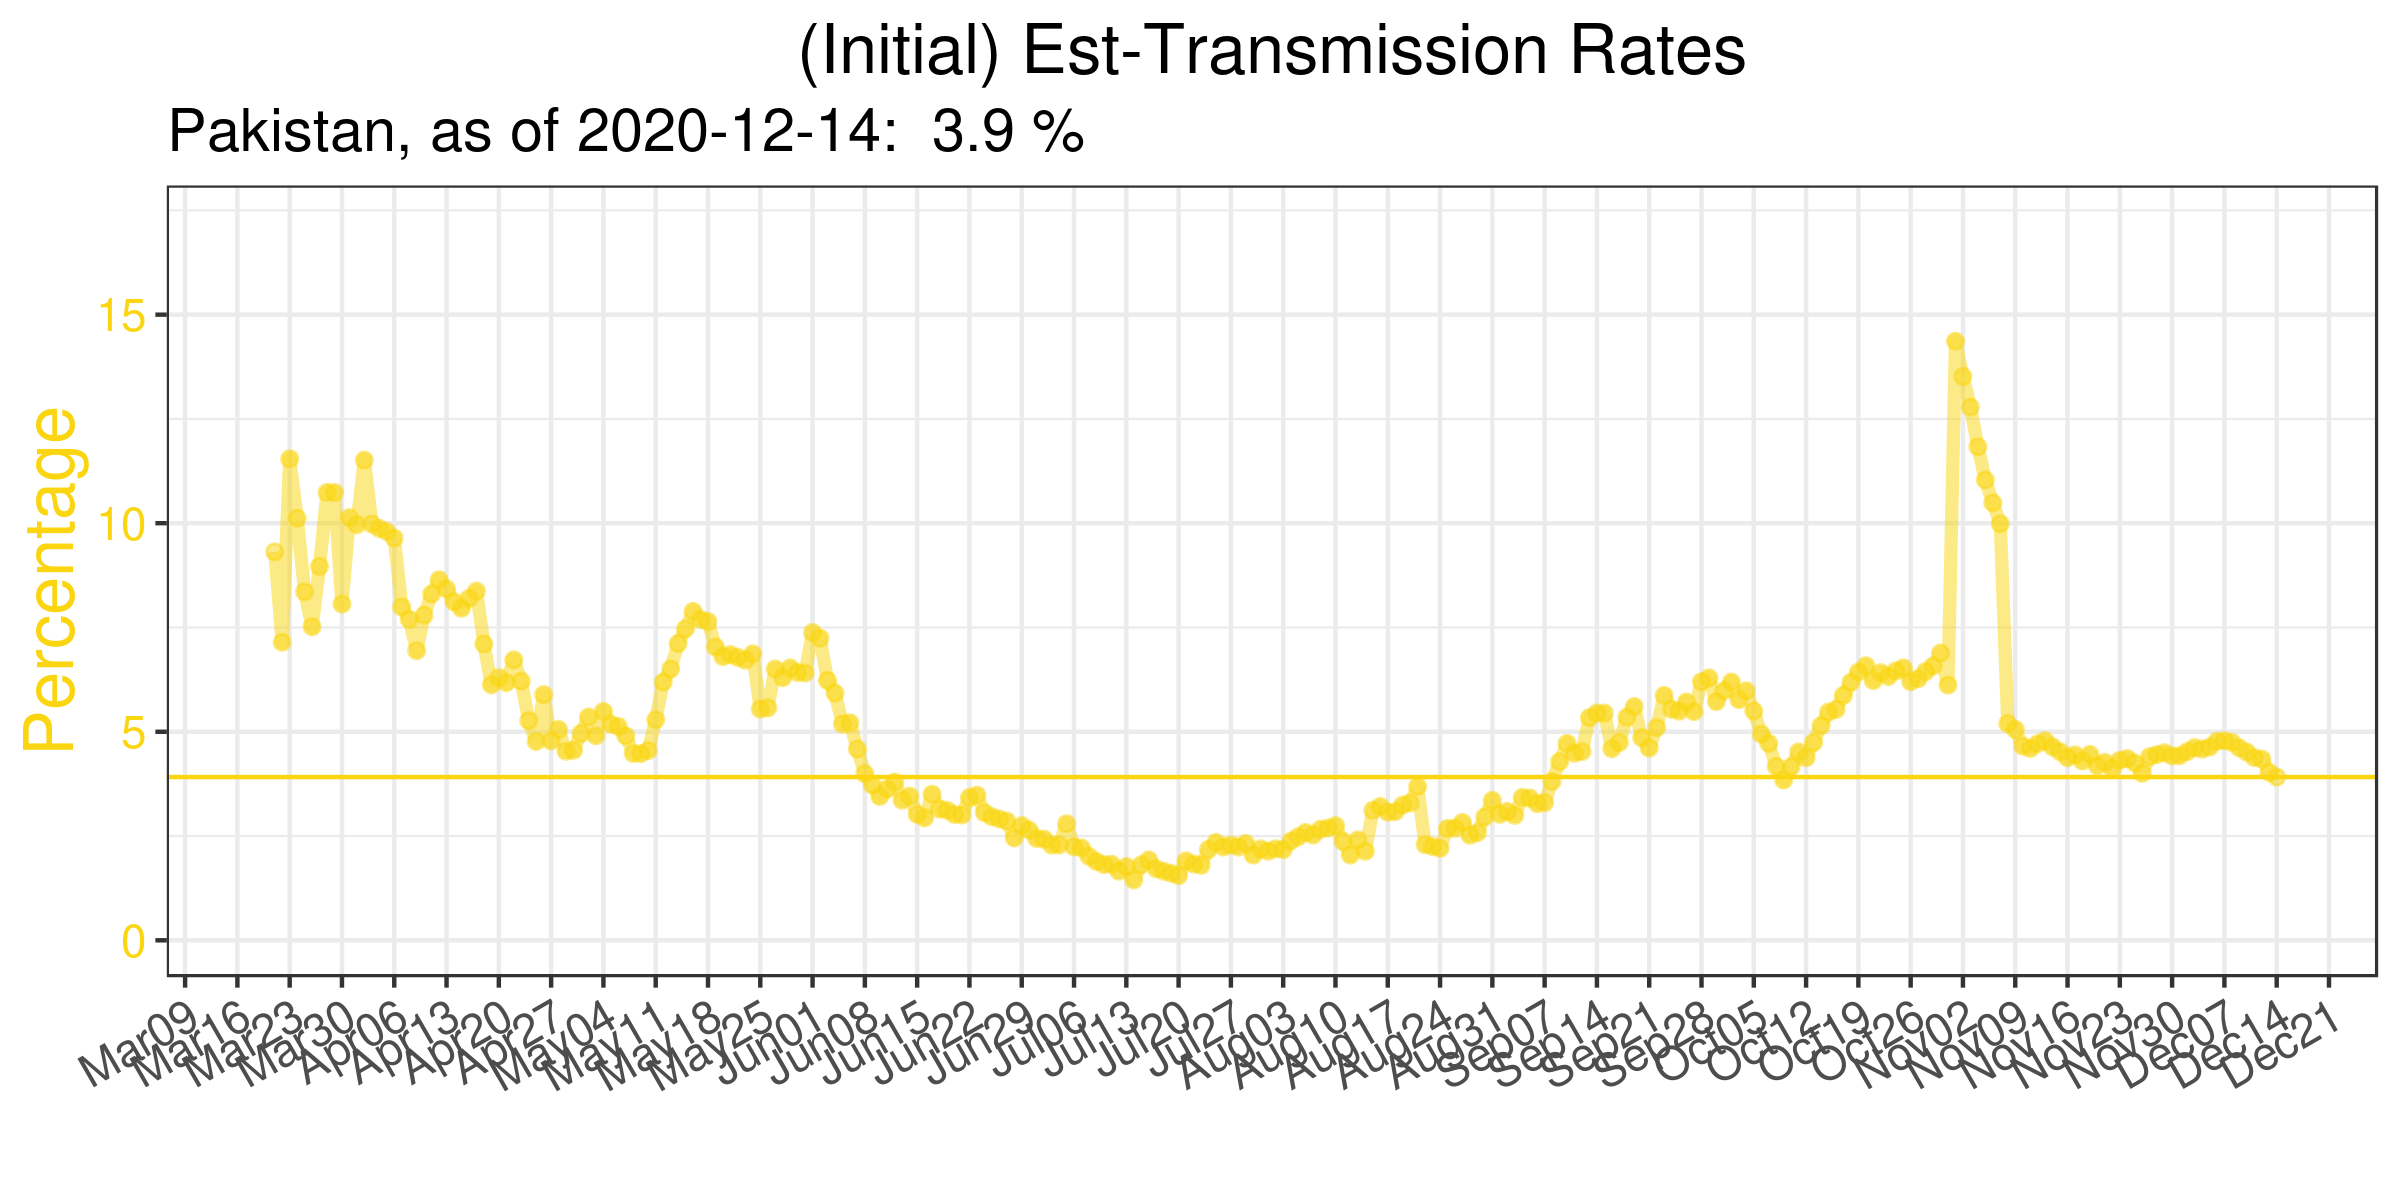 (Initial) Est-Transmission Rates
Pakistan, as of 2020-12-14:  3.9 %
Percentage
15
10
5
0
Mar09
Mar16
Mar23
Mar30
Apr06
Apr13
Apr20
Apr27
May04
May11
May18
May25
Jun01
Jun08
Jun15
Jun22
Jun29
Jul06
Jul13
Jul20
Jul27
Aug03
Aug10
Aug17
Aug24
Aug31
Sep07
Sep14
Sep21
Sep28
Oct05
Oct12
Oct19
Oct26
Nov02
Nov09
Nov16
Nov23
Nov30
Dec07
Dec14
Dec21